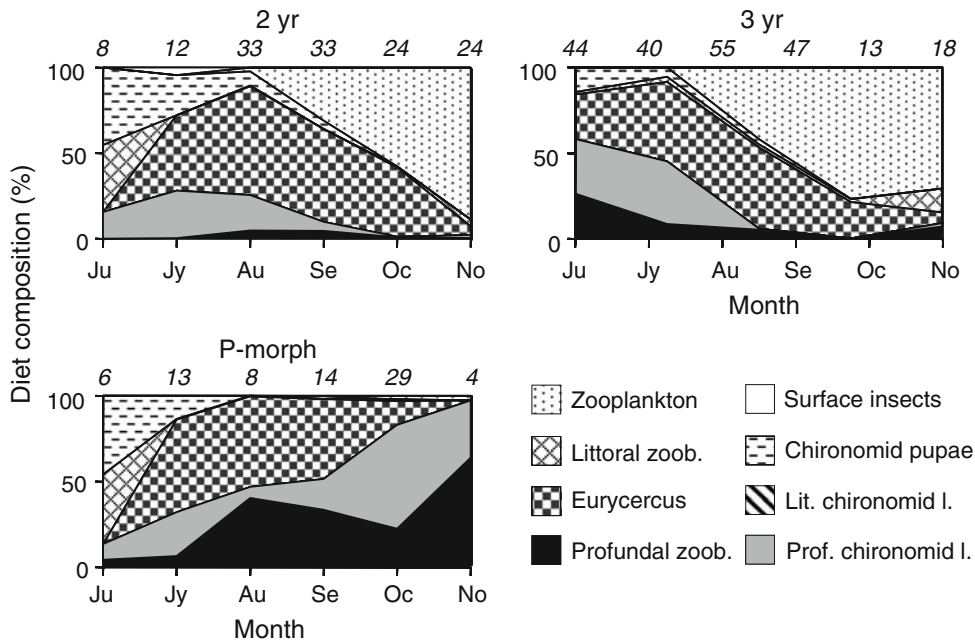 2 yr
8 12 33 33 24 24
100
50
0
Ju Jy Au Se Oc No
3 yr
44 40 55 47 13 18
100
50
0
Ju Jy Au Se Oc No
Month
Diet composition (%)
P-morph
6 13 8 14 29 4
100
50
0
Ju Jy Au Se Oc No
Month
Zooplankton
Littoral zoob.
Eurycercus
Profundal zoob.
Surface insects
Chironomid pupae
Lit. chironomid l.
Prof. chironomid l.